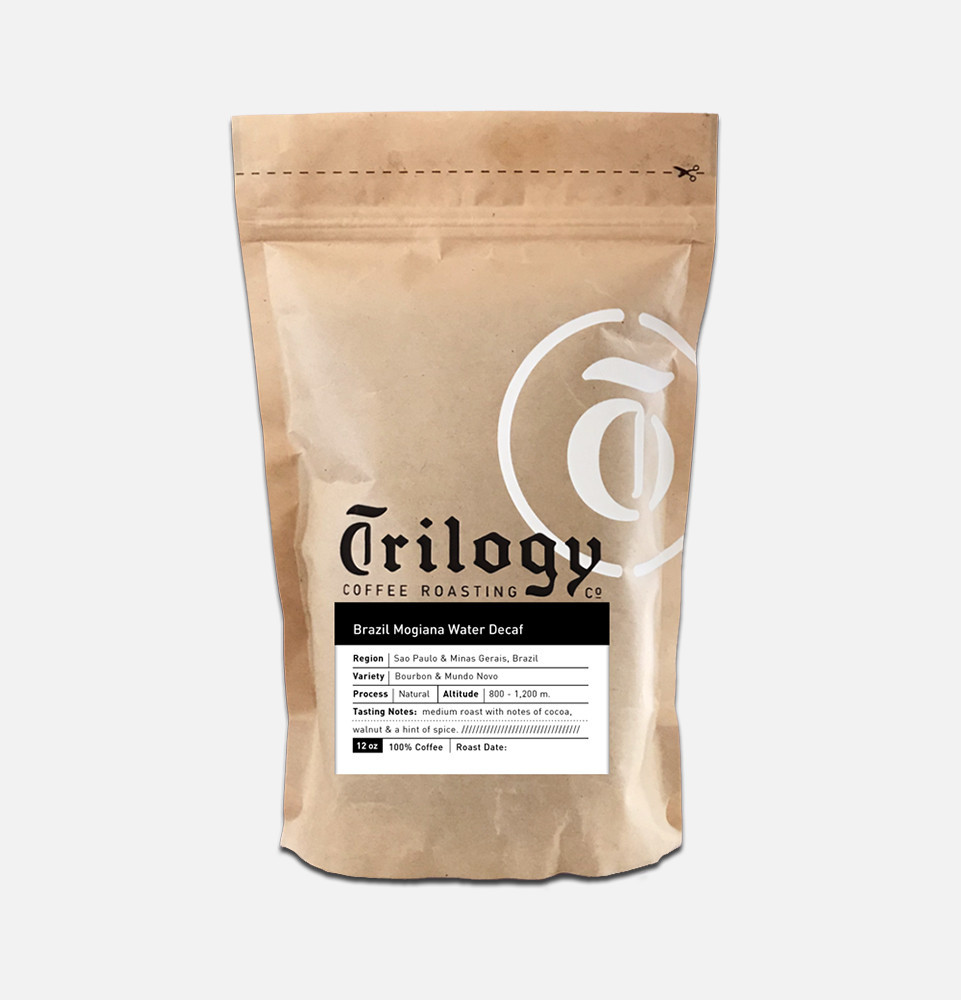 Trilogy
COFFEE ROASTING Cº
Brazil Mogiana Water Decaf
Region Sao Paulo & Minas Gerais, Brazil
Variety Bourbon & Mundo Novo
Process Natural Altitude 800 - 1,200 m.
Tasting Notes: medium roast with notes of cocoa,
walnut & a hint of spice. /////////////////////////////////
12 oz 100% Coffee Roast Date: